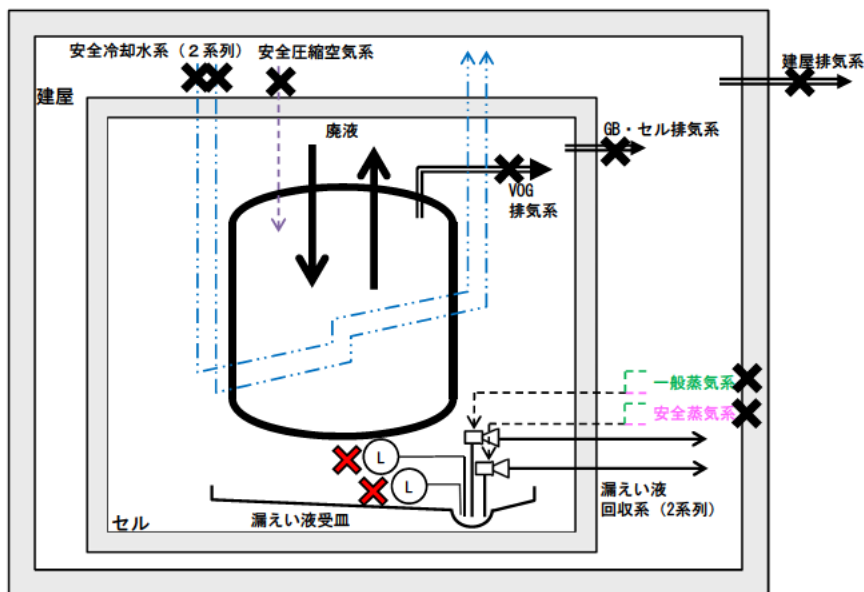 安全冷却水系（２系列）
安全圧縮空気系
建屋排気系
建屋
廃液
GB・セル排気系
VOG
排気系
一般蒸気系
安全蒸気系
L
L
漏えい液
回収系（2系列）
漏えい液受皿
セル